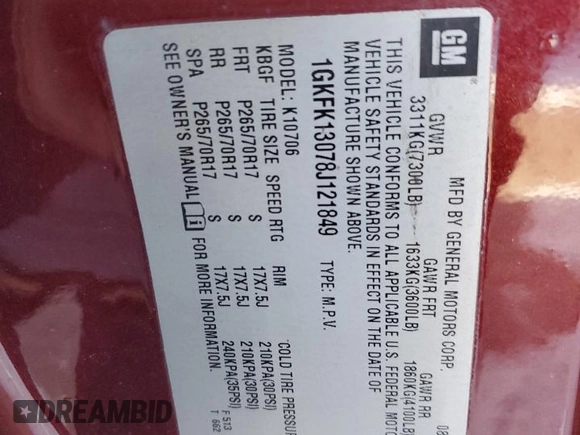 GM
MFD BY GENERAL MOTORS CORP. 08
GVWR GAWR FRT GAWR RR
3311KG(7300LB) 1633KG(3600LB) 1860KG(4100LB)
THIS VEHICLE CONFORMS TO ALL APPLICABLE U.S. FEDERAL
VEHICLE SAFETY STANDARDS IN EFFECT ON THE DATE OF
MANUFACTURE SHOWN ABOVE.
1GKFK13078J121849 TYPE: M.P.V.
MODEL: K10706
KBGF TIRE SIZE SPEED RTG RIM COLD TIRE PRESSURE
FRT P265/70R17 S 17X7.5J 210KPA(30PSI)
RR P265/70R17 S 17X7.5J 210KPA(30PSI)
SPA P265/70R17 S 17X7.5J 240KPA(35PSI)
SEE OWNER'S MANUAL FOR MORE INFORMATION.
F 513
T 662
DREAMBID